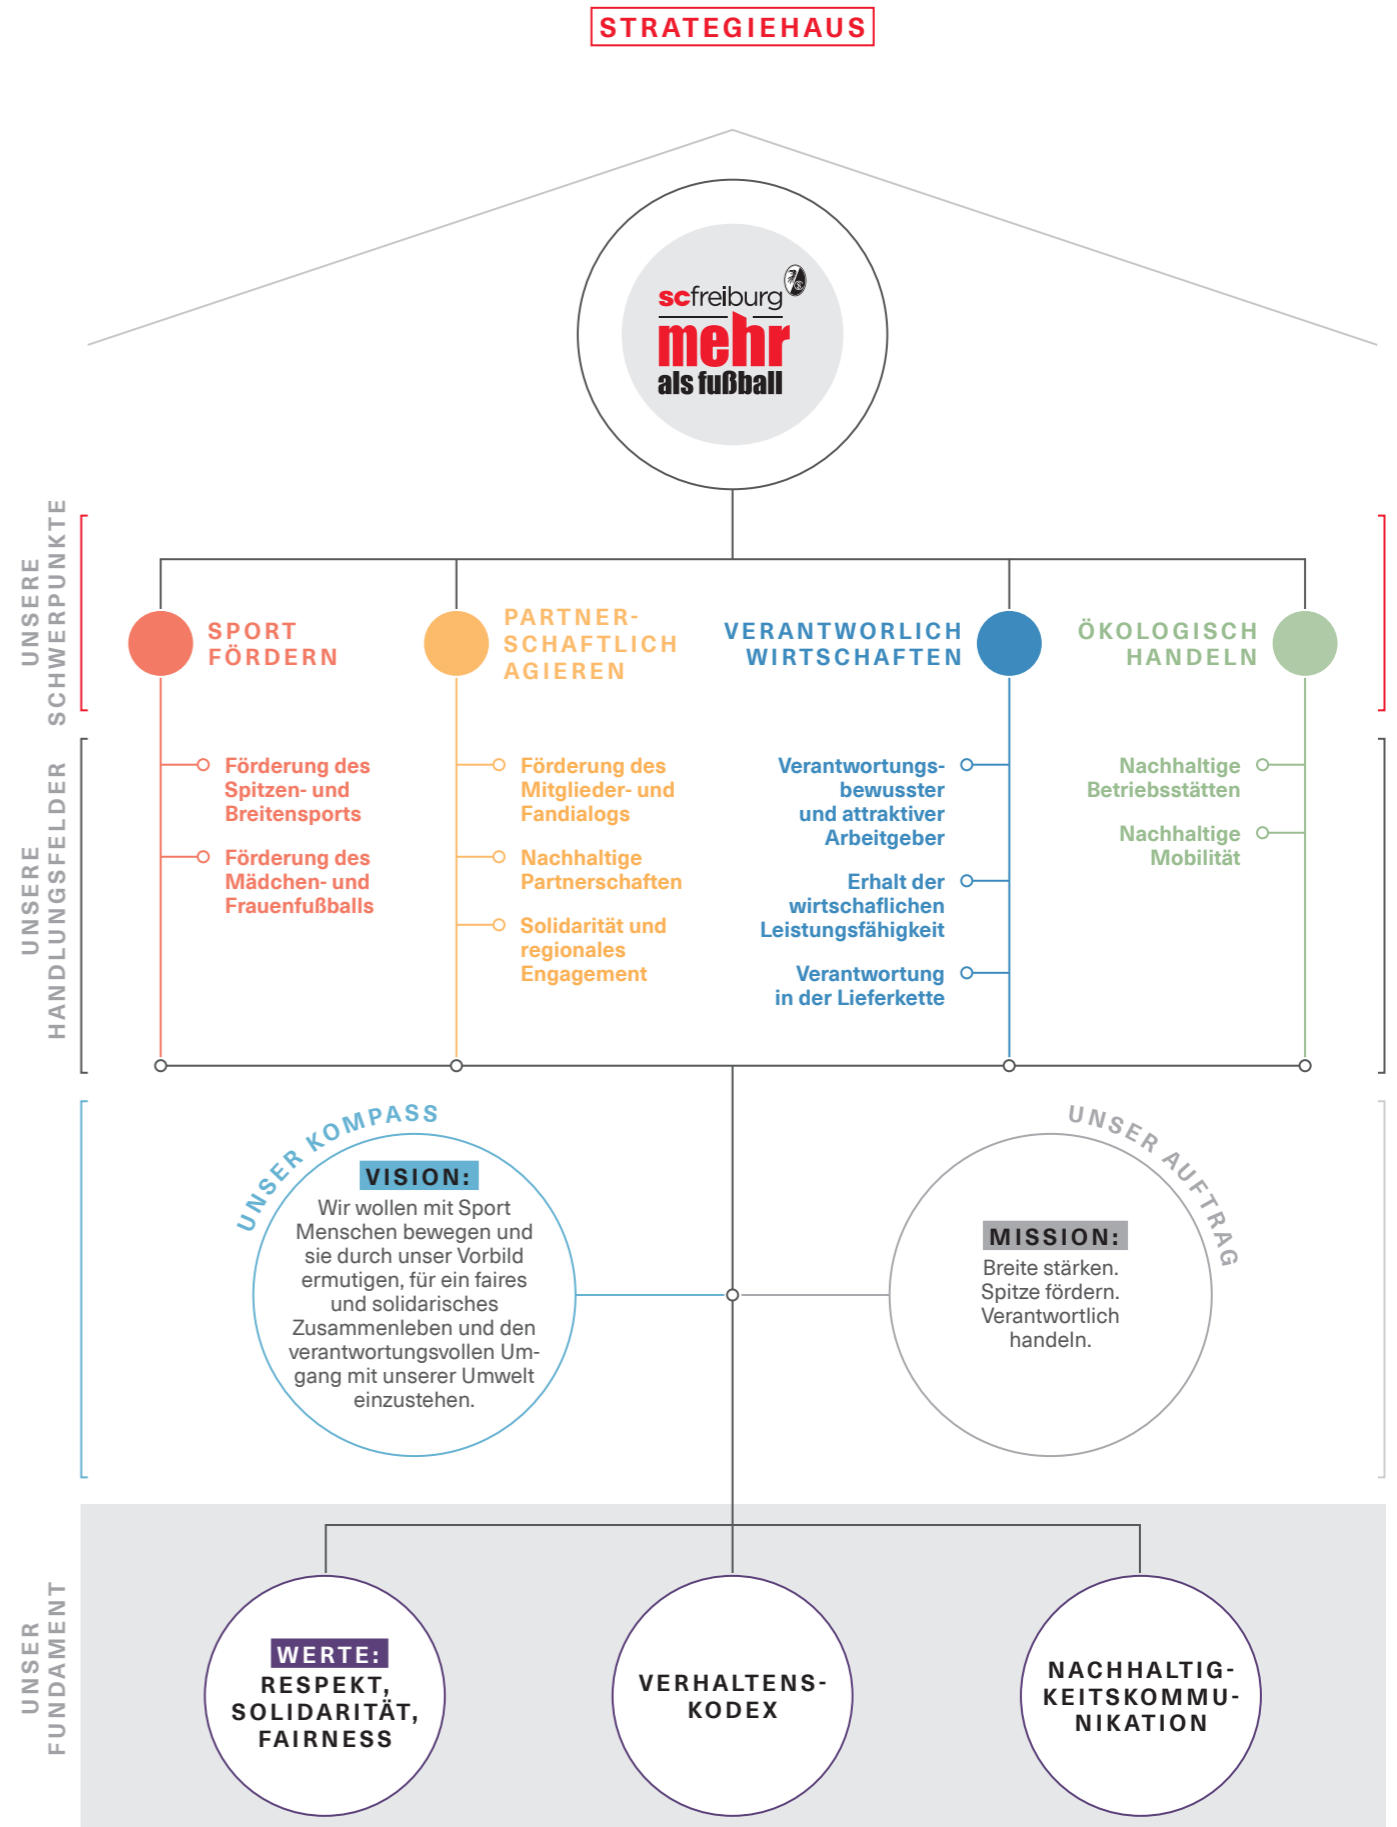 STRATEGIEHAUS
scfreiburg
mehr
als fußball
UNSERE
SCHWERPUNKTE
SPORT
FÖRDERN
PARTNER-
SCHAFTLICH
AGIEREN
VERANTWORLICH
WIRTSCHAFTEN
ÖKOLOGISCH
HANDELN
UNSERE
HANDLUNGSFELDER
Förderung des
Spitzen- und
Breitensports
Förderung des
Mädchen- und
Frauenfußballs
Förderung des
Mitglieder- und
Fandialogs
Nachhaltige
Partnerschaften
Solidarität und
regionales
Engagement
Verantwortungs-
bewusster
und attraktiver
Arbeitgeber
Erhalt der
wirtschaflichen
Leistungsfähigkeit
Verantwortung
in der Lieferkette
Nachhaltige
Betriebsstätten
Nachhaltige
Mobilität
UNSER KOMPASS
VISION:
Wir wollen mit Sport
Menschen bewegen und
sie durch unser Vorbild
ermutigen, für ein faires
und solidarisches
Zusammenleben und den
verantwortungsvollen Um-
gang mit unserer Umwelt
einzustehen.
UNSER AUFTRAG
MISSION:
Breite stärken.
Spitze fördern.
Verantwortlich
handeln.
UNSER
FUNDAMENT
WERTE:
RESPEKT,
SOLIDARITÄT,
FAIRNESS
VERHALTENS-
KODEX
NACHHALTIG-
KEITSKOMMU-
NIKATION